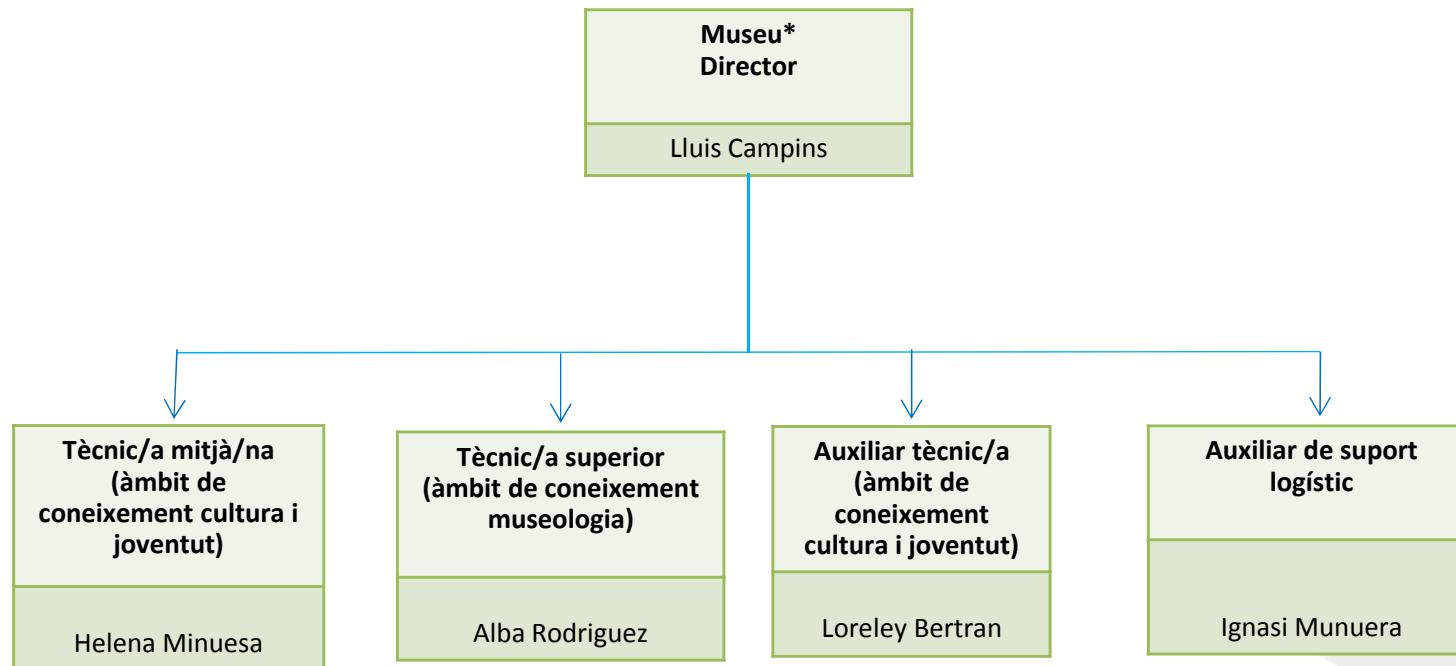 Museu*
Director
Lluis Campins
Tècnic/a mitjà/na
(àmbit de
coneixement cultura i
joventut)
Helena Minuesa
Tècnic/a superior
(àmbit de coneixement
museologia)
Alba Rodriguez
Auxiliar tècnic/a
(àmbit de
coneixement
cultura i joventut)
Loreley Bertran
Auxiliar de suport
logístic
Ignasi Munuera